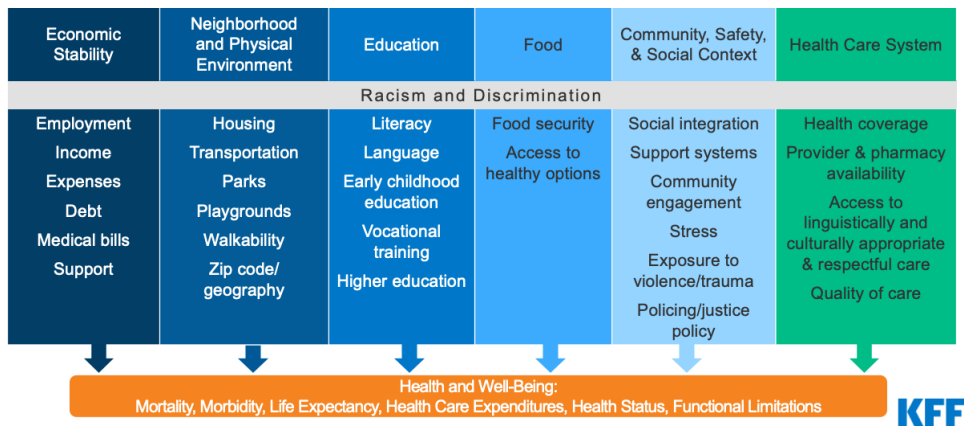 Economic
Stability
Neighborhood
and Physical
Environment
Education
Food
Community, Safety,
& Social Context
Health Care System
Racism and Discrimination
Employment
Income
Expenses
Debt
Medical bills
Support
Housing
Transportation
Parks
Playgrounds
Walkability
Zip code/
geography
Literacy
Language
Early childhood
education
Vocational
training
Higher education
Food security
Access to
healthy options
Social integration
Support systems
Community
engagement
Stress
Exposure to
violence/trauma
Policing/justice
policy
Health coverage
Provider & pharmacy
availability
Access to
linguistically and
culturally appropriate
& respectful care
Quality of care
Health and Well-Being:
Mortality, Morbidity, Life Expectancy, Health Care Expenditures, Health Status, Functional Limitations
KFF